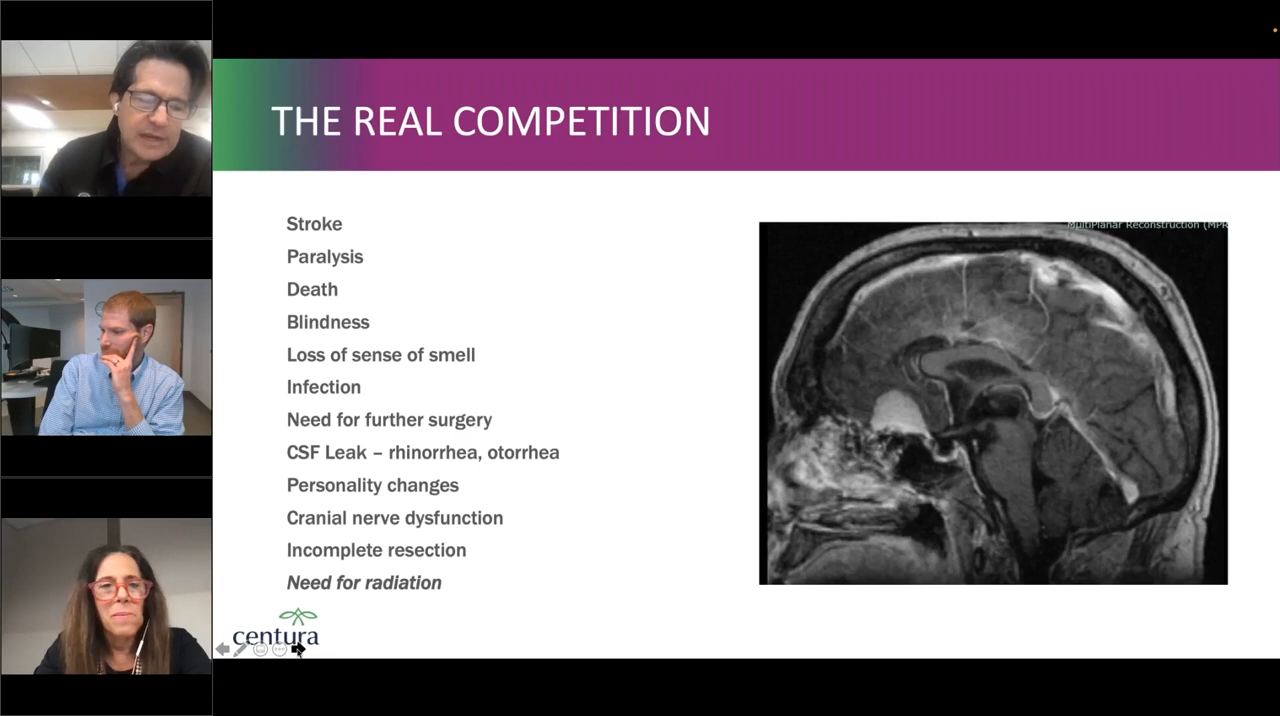 THE REAL COMPETITION
Stroke
Paralysis
Death
Blindness
Loss of sense of smell
Infection
Need for further surgery
CSF Leak – rhinorrhea, otorrhea
Personality changes
Cranial nerve dysfunction
Incomplete resection
Need for radiation
MultiPlanar Reconstruction (MPR
centura